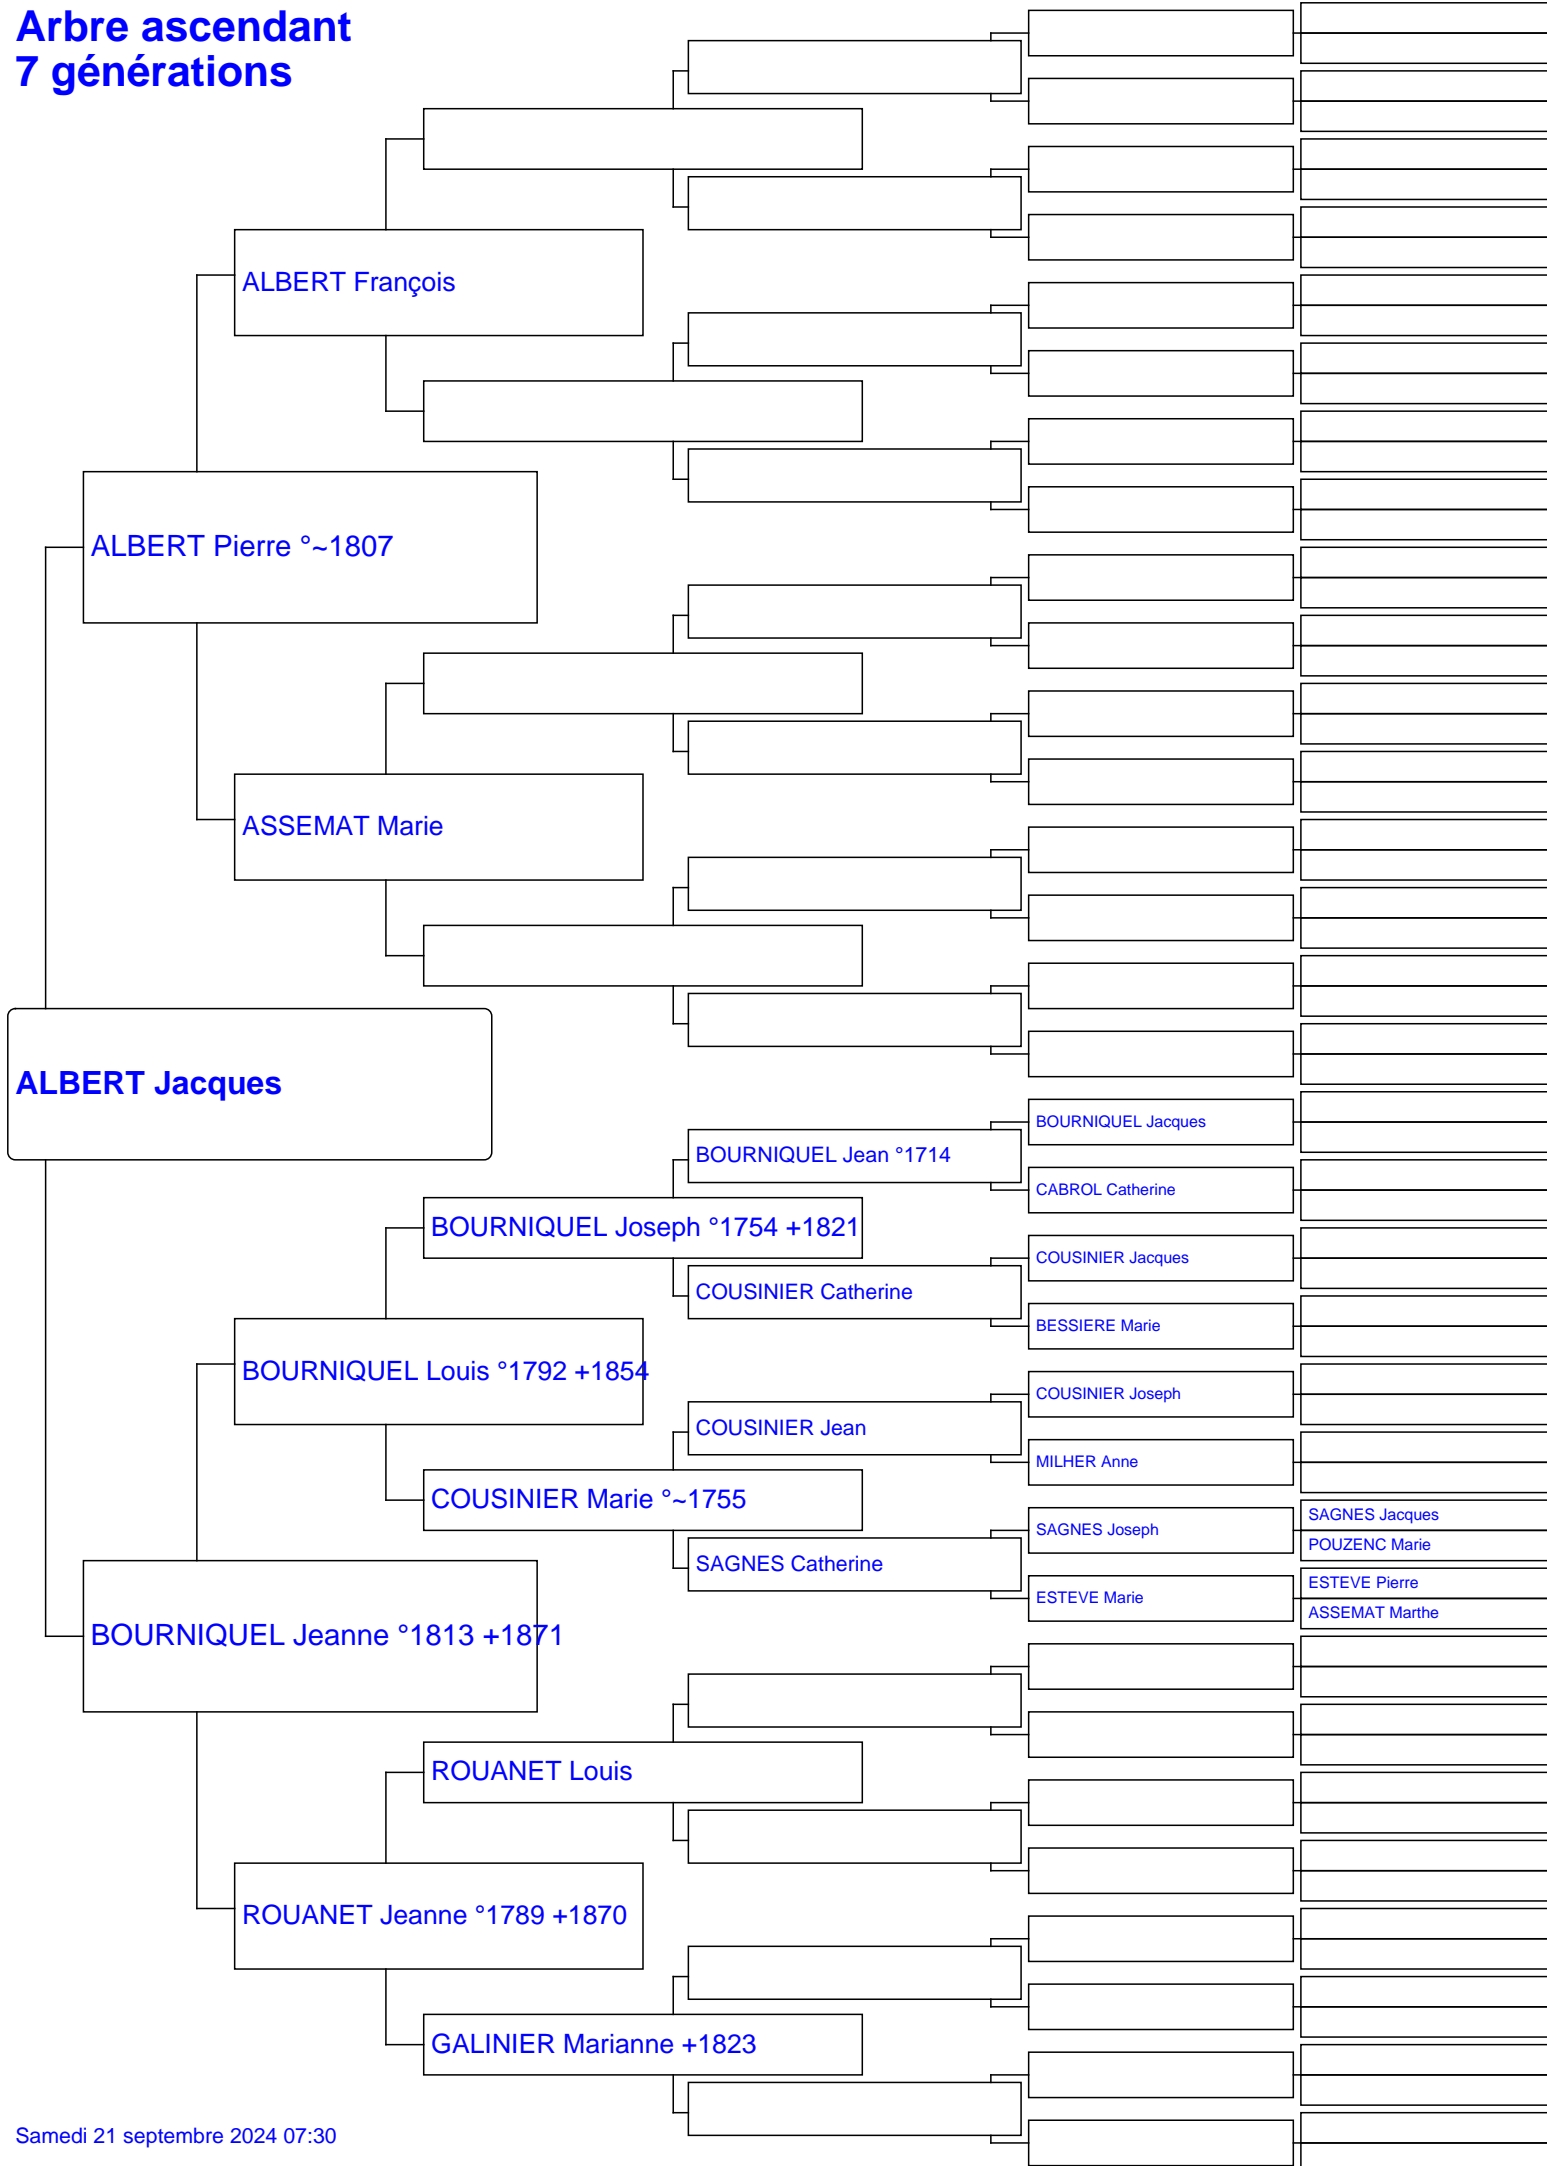 Arbre ascendant
7 générations
ALBERT François
ALBERT Pierre °~1807
ASSEMAT Marie
ALBERT Jacques
BOURNIQUEL Jacques
BOURNIQUEL Jean °1714
CABROL Catherine
BOURNIQUEL Joseph °1754 +1821
COUSINIER Jacques
COUSINIER Catherine
BESSIERE Marie
BOURNIQUEL Louis °1792 +1854
COUSINIER Joseph
COUSINIER Jean
MILHER Anne
COUSINIER Marie °~1755
SAGNES Jacques
SAGNES Joseph
POUZENC Marie
SAGNES Catherine
ESTEVE Pierre
ESTEVE Marie
ASSEMAT Marthe
BOURNIQUEL Jeanne °1813 +1871
ROUANET Louis
ROUANET Jeanne °1789 +1870
GALINIER Marianne +1823
Samedi 21 septembre 2024 07:30